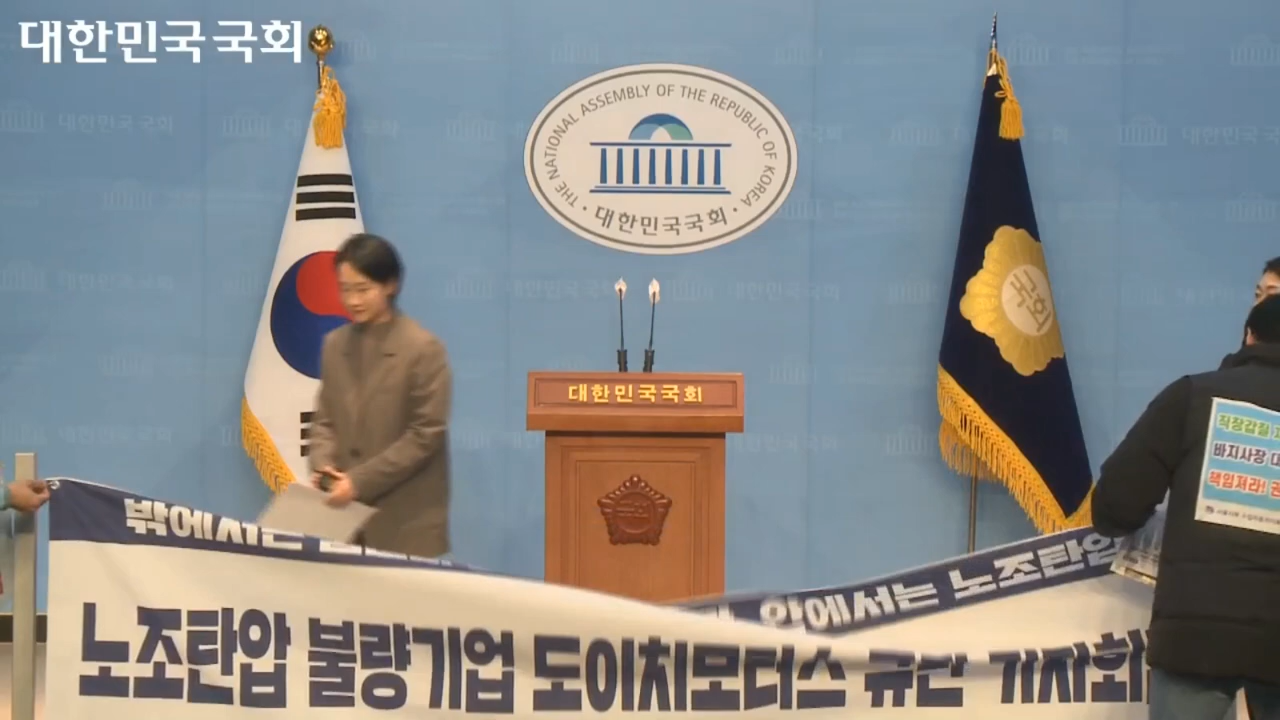 대한민국국회
THE NATIONAL ASSEMBLY OF THE REPUBLIC OF KOREA
대한민국국회
국회
대한민국국회
직장갑질
바지사장
책임져라!
밖에서는
안에서는 노조탄압
노조탄압 불량기업 도이치모터스 규탄 기자회